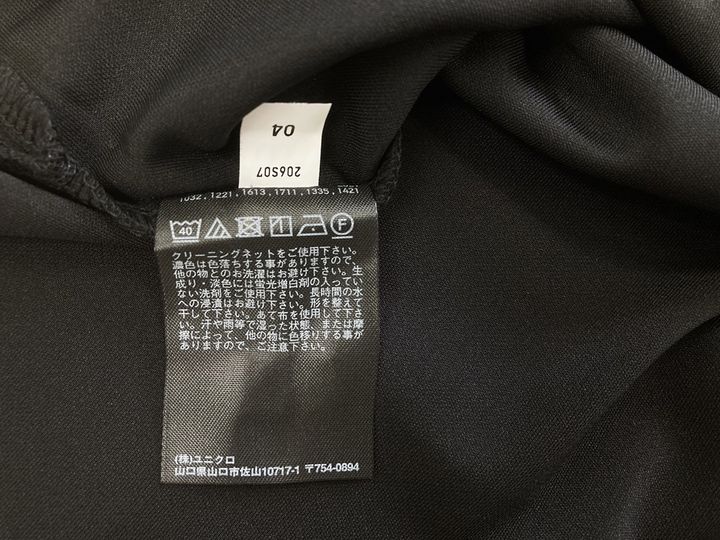 04
206S07
1032,1221,1613,1711,1335,1421
40
F
クリーニングネットをご使用下さい。
濃色は色落ちする事がありますので、
他の物とのお洗濯はお避け下さい。生
成り・淡色には蛍光増白剤の入ってい
ない洗剤をご使用下さい。長時間の水
への浸漬はお避け下さい。形を整えて
干して下さい。あて布を使用して下さ
い。汗や雨等で湿った状態、または摩
擦によって、他の物に色移りする事が
ありますので、ご注意下さい。
(株)ユニクロ
山口県山口市佐山10717-1 〒754-0894